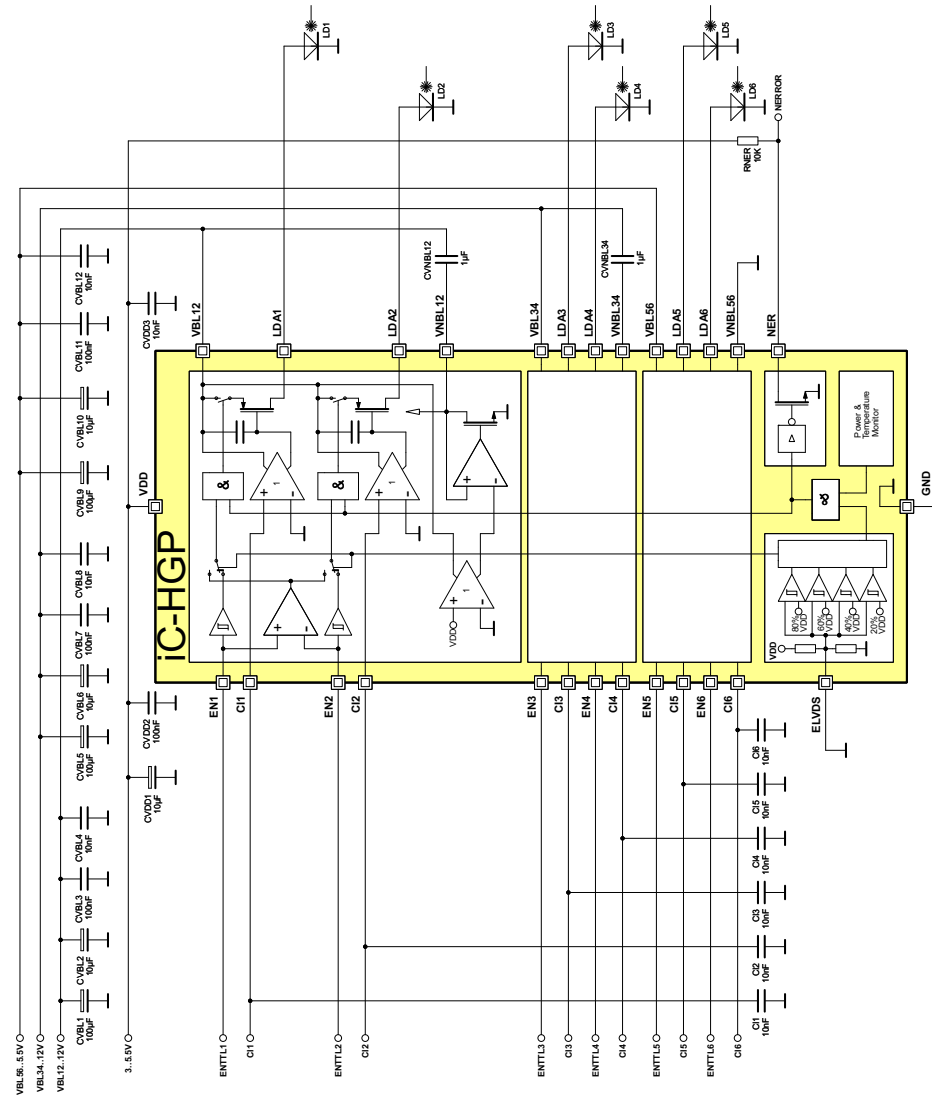 LD1
LD2
LD3
LD4
LD5
LD6
NERROR
RNER
10K
CVNBL12
1µF
CVNBL34
1µF
CVBL12
10nF
CVBL11
100nF
CVBL10
10µF
CVBL9
100µF
CVBL8
10nF
CVBL7
100nF
CVBL6
10µF
CVBL5
100µF
CVBL4
10nF
CVBL3
100nF
CVBL2
10µF
CVBL1
100µF
CVDD3
10nF
CVDD2
100nF
CVDD1
10µF
VBL56..5.5V
VBL34..12V
VBL12..12V
3..5.5V
VBL12
LDA1
LDA2
VNBL12
VBL34
LDA3
LDA4
VNBL34
VBL56
LDA5
LDA6
VNBL56
NER
VDD
GND
iC-HGP
&
+
1
-
&
+
1
-
+
-
+
-
+
1
-
VDD
&
Power &
Temperature
Monitor
80%
VDD
60%
VDD
40%
VDD
20%
VDD
VDD
EN1
CI1
EN2
CI2
EN3
CI3
EN4
CI4
EN5
CI5
EN6
CI6
ELVDS
CI6
10nF
CI5
10nF
CI4
10nF
CI3
10nF
CI2
10nF
CI1
10nF
ENTTL1
CI1
ENTTL2
CI2
ENTTL3
CI3
ENTTL4
CI4
ENTTL5
CI5
ENTTL6
CI6